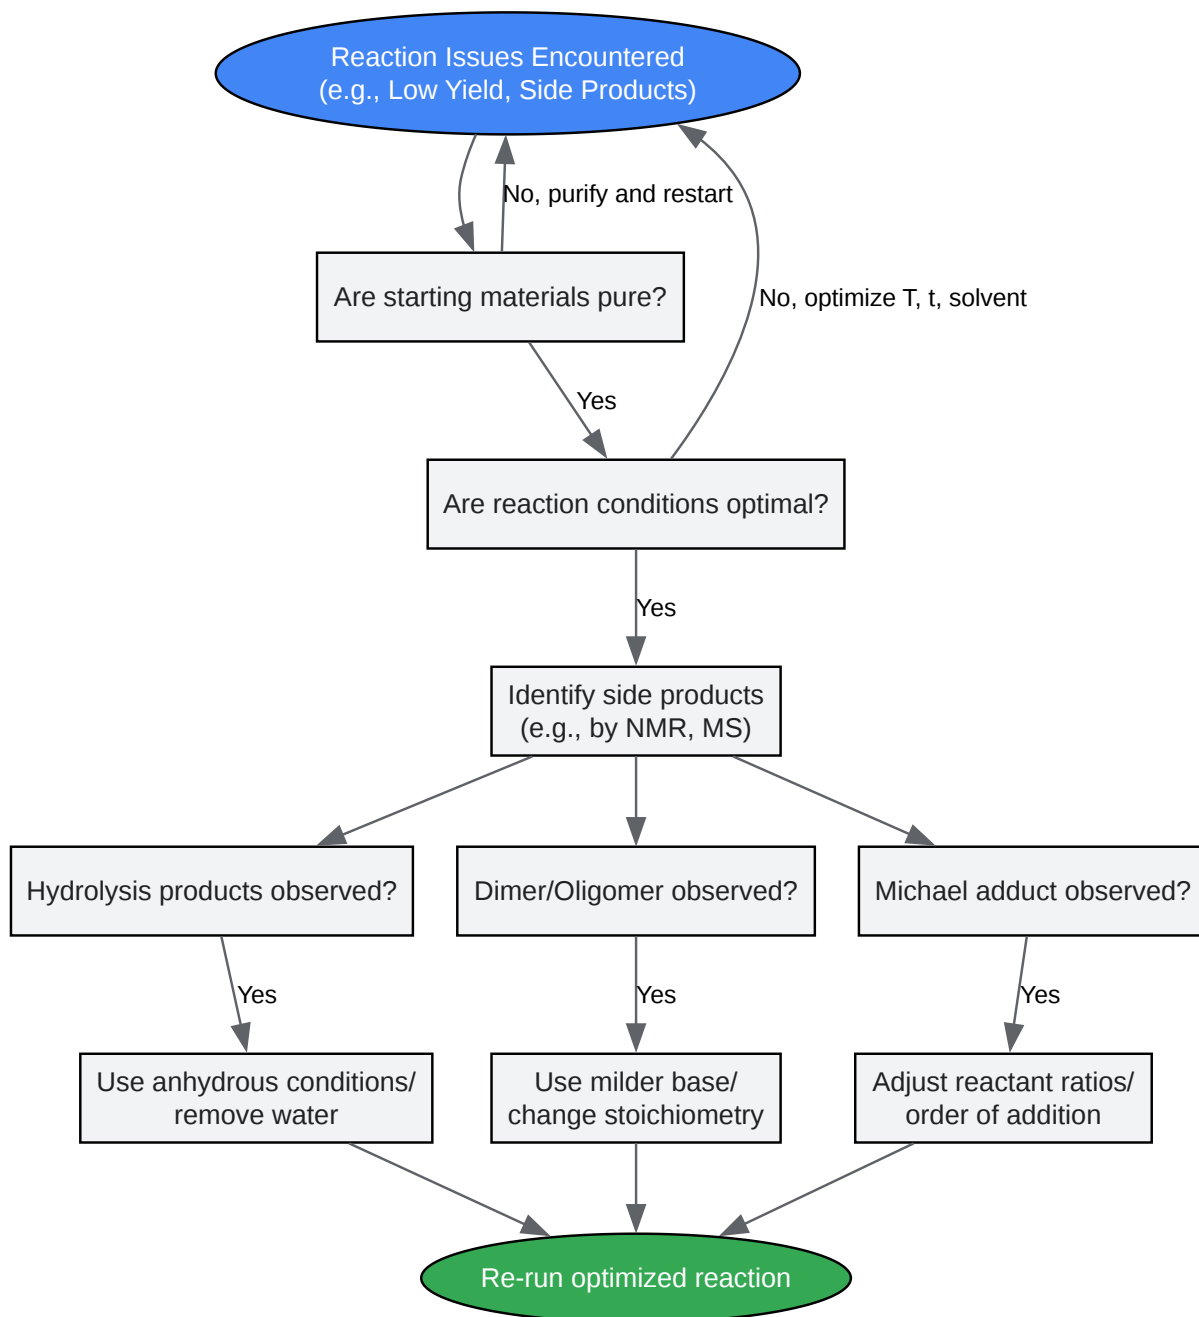 Reaction Issues Encountered
(e.g., Low Yield, Side Products)
No, purify and restart
Are starting materials pure?
No, optimize T, t, solvent
Yes
Are reaction conditions optimal?
Yes
Identify side products
(e.g., by NMR, MS)
Hydrolysis products observed?
Dimer/Oligomer observed?
Michael adduct observed?
Yes
Yes
Yes
Use anhydrous conditions/
remove water
Use milder base/
change stoichiometry
Adjust reactant ratios/
order of addition
Re-run optimized reaction